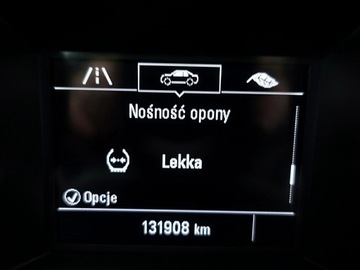 Nośność opony
Lekka
Opcje
131908 km